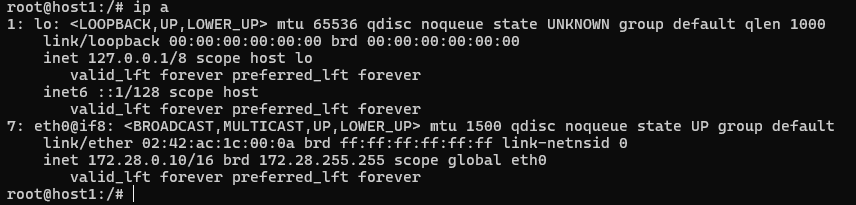 root@host1:/# ip a
1: lo: <LOOPBACK,UP,LOWER_UP> mtu 65536 qdisc noqueue state UNKNOWN group default qlen 1000
    link/loopback 00:00:00:00:00:00 brd 00:00:00:00:00:00
    inet 127.0.0.1/8 scope host lo
       valid_lft forever preferred_lft forever
    inet6 ::1/128 scope host
       valid_lft forever preferred_lft forever
7: eth0@if8: <BROADCAST,MULTICAST,UP,LOWER_UP> mtu 1500 qdisc noqueue state UP group default
    link/ether 02:42:ac:1c:00:0a brd ff:ff:ff:ff:ff:ff link-netnsid 0
    inet 172.28.0.10/16 brd 172.28.255.255 scope global eth0
       valid_lft forever preferred_lft forever
root@host1:/#